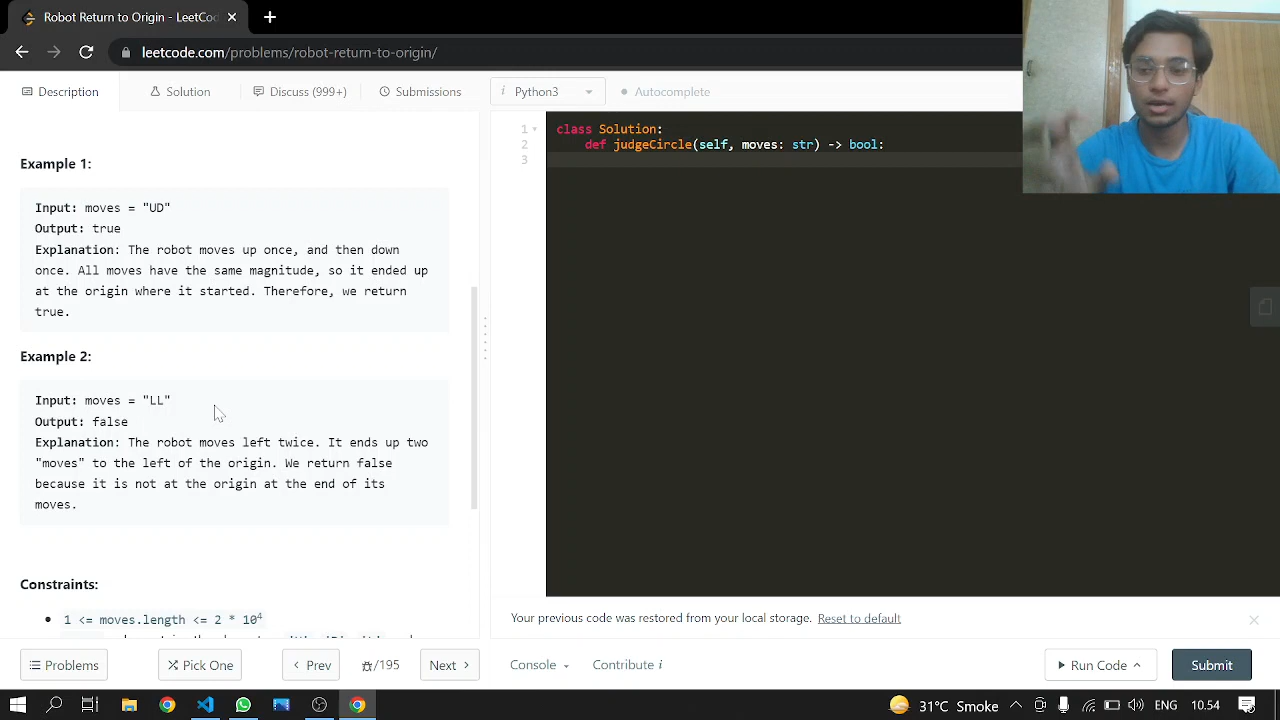 Robot Return to Origin - LeetCo
leetcode.com/problems/robot-return-to-origin/
Description
Solution
Discuss (999+)
Submissions
i Python3
Autocomplete
Example 1:
Input: moves = "UD"
Output: true
Explanation: The robot moves up once, and then down
once. All moves have the same magnitude, so it ended up
at the origin where it started. Therefore, we return
true.
Example 2:
Input: moves = "LL"
Output: false
Explanation: The robot moves left twice. It ends up two
"moves" to the left of the origin. We return false
because it is not at the origin at the end of its
moves.
Constraints:
1 <= moves.length <= 2 * 10⁴
1 class Solution:
2 def judgeCircle(self, moves: str) -> bool:
3
Your previous code was restored from your local storage. Reset to default
Problems
Pick One
Prev
/195
Next
Console
Contribute i
Run Code
Submit
31°C Smoke
ENG
10.54